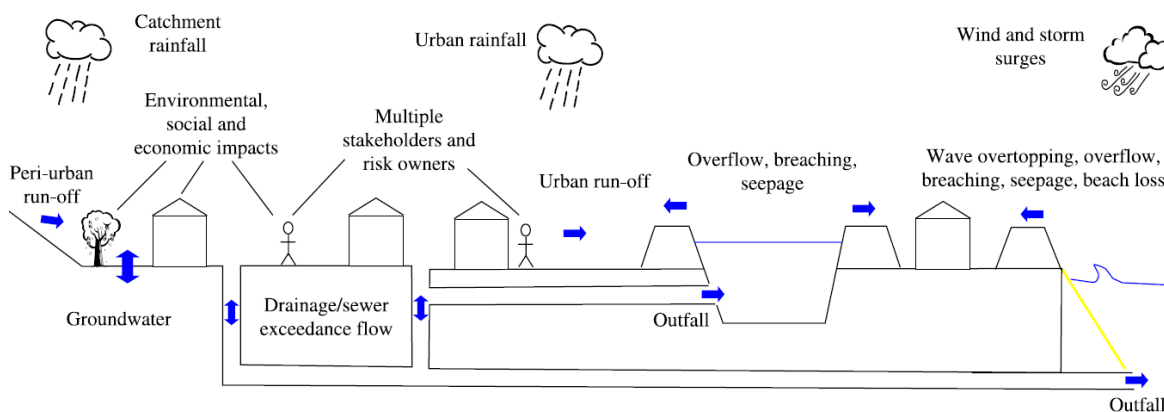 Catchment
rainfall
Urban rainfall
Wind and storm
surges
Environmental,
social and
economic impacts
Multiple
stakeholders and
risk owners
Peri-urban
run-off
Urban run-off
Overflow, breaching,
seepage
Wave overtopping, overflow,
breaching, seepage, beach loss
Groundwater
Drainage/sewer
exceedance flow
Outfall
Outfall